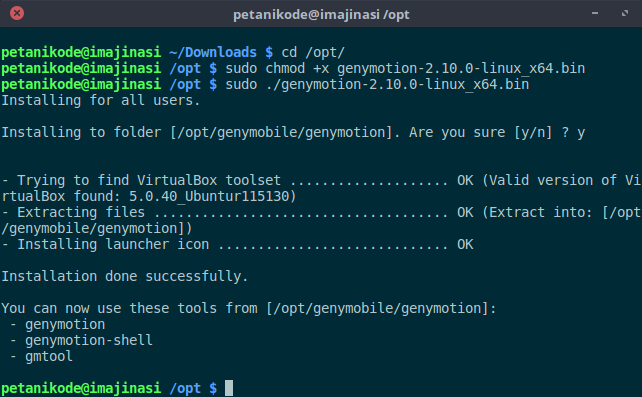 petanikode@imajinasi /opt
petanikode@imajinasi ~/Downloads $ cd /opt/
petanikode@imajinasi /opt $ sudo chmod +x genymotion-2.10.0-linux_x64.bin
petanikode@imajinasi /opt $ sudo ./genymotion-2.10.0-linux_x64.bin
Installing for all users.
Installing to folder [/opt/genymobile/genymotion]. Are you sure [y/n] ? y
- Trying to find VirtualBox toolset .................... OK (Valid version of Vi
rtualBox found: 5.0.40_Ubuntur115130)
- Extracting files ..................................... OK (Extract into: [/opt
/genymobile/genymotion])
- Installing launcher icon ............................. OK
Installation done successfully.
You can now use these tools from [/opt/genymobile/genymotion]:
- genymotion
- genymotion-shell
- gmtool
petanikode@imajinasi /opt $